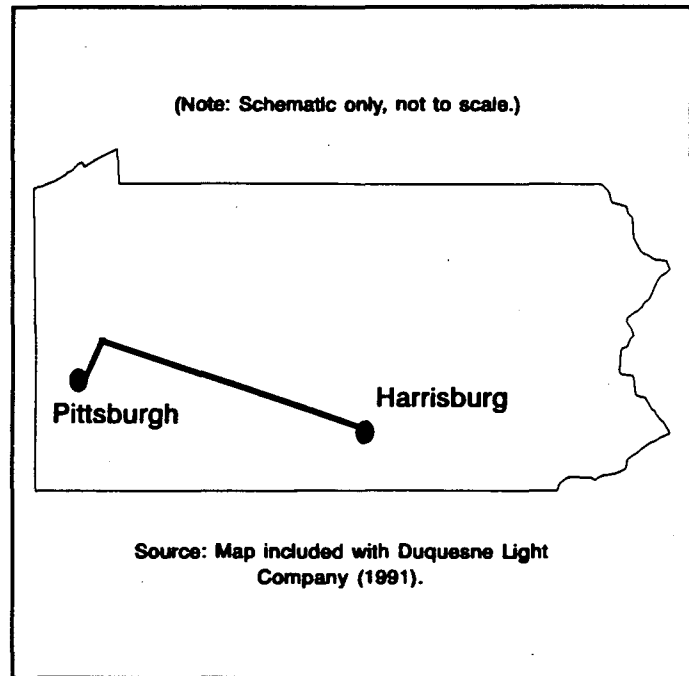 (Note: Schematic only, not to scale.)
Harrisburg
Pittsburgh
Source: Map included with Duquesne Light
Company (1991).